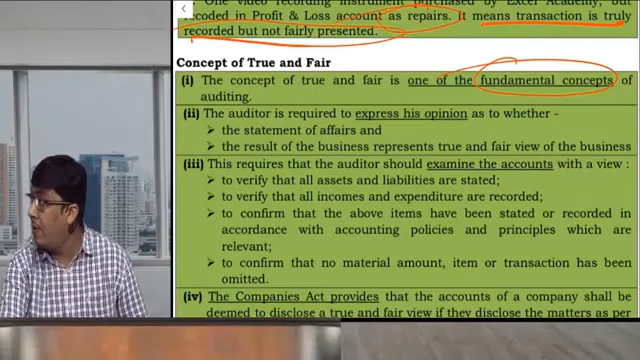 One video recording instrument purchased by Excel Academy, but
recoded in Profit & Loss account as repairs. It means transaction is truly
recorded but not fairly presented.
Concept of True and Fair
(i) The concept of true and fair is one of the fundamental concepts of
auditing.
(ii) The auditor is required to express his opinion as to whether -
➢ the statement of affairs and
➢ the result of the business represents true and fair view of the business
(iii) This requires that the auditor should examine the accounts with a view :
➢ to verify that all assets and liabilities are stated;
➢ to verify that all incomes and expenditure are recorded;
➢ to confirm that the above items have been stated or recorded in
accordance with accounting policies and principles which are
relevant;
➢ to confirm that no material amount, item or transaction has been
omitted.
(iv) The Companies Act provides that the accounts of a company shall be
deemed to disclose a true and fair view if they disclose the matters as per